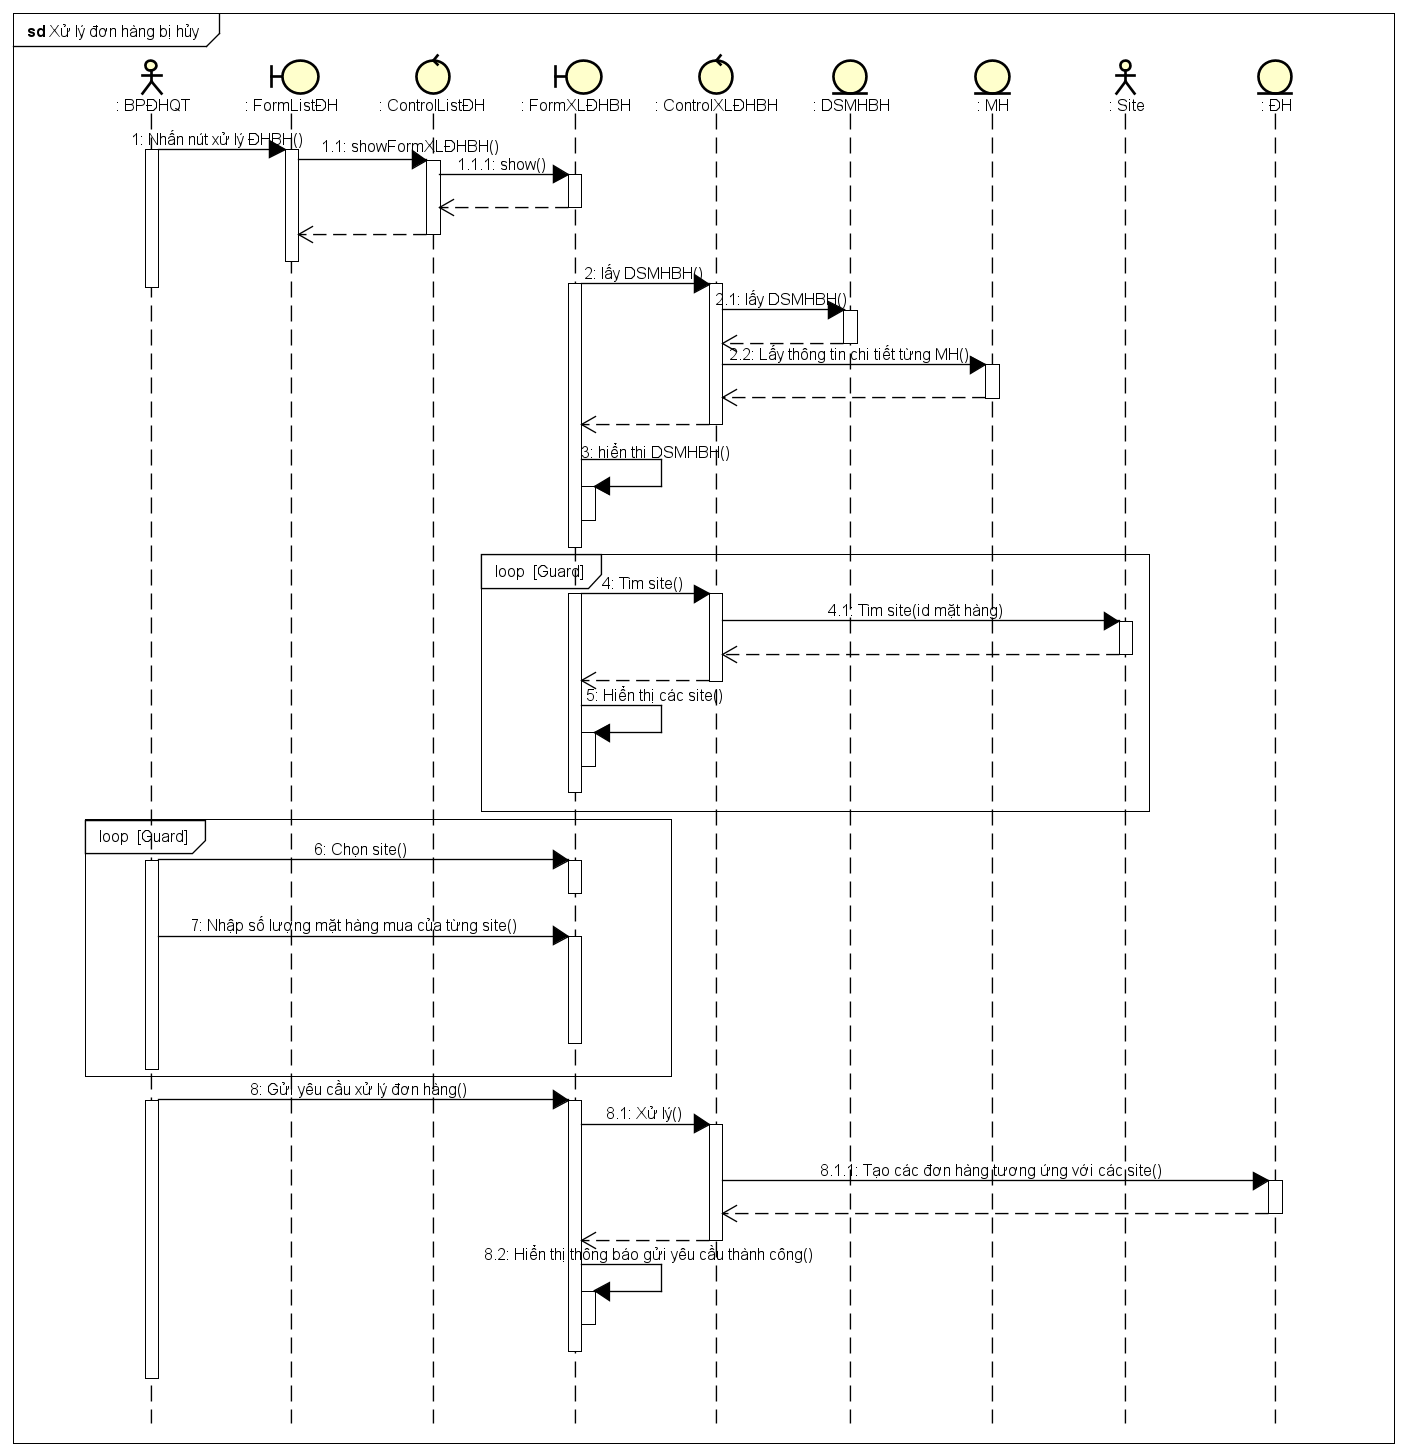 sd Xử lý đơn hàng bị hủy
: BPĐHQT
: FormListĐH
: ControlListĐH
: FormXLĐHBH
: ControlXLĐHBH
: DSMHBH
: MH
: Site
: ĐH
1: Nhấn nút xử lý ĐHBH()
1.1: showFormXLĐHBH()
1.1.1: show()
2: lấy DSMHBH()
2.1: lấy DSMHBH()
2.2: Lấy thông tin chi tiết từng MH()
3: hiển thi DSMHBH()
loop [Guard]
4: Tìm site()
4.1: Tìm site(id mặt hàng)
5: Hiển thị các site()
loop [Guard]
6: Chọn site()
7: Nhập số lượng mặt hàng mua của từng site()
8: Gửi yêu cầu xử lý đơn hàng()
8.1: Xử lý()
8.1.1: Tạo các đơn hàng tương ứng với các site()
8.2: Hiển thị thông báo gửi yêu cầu thành công()